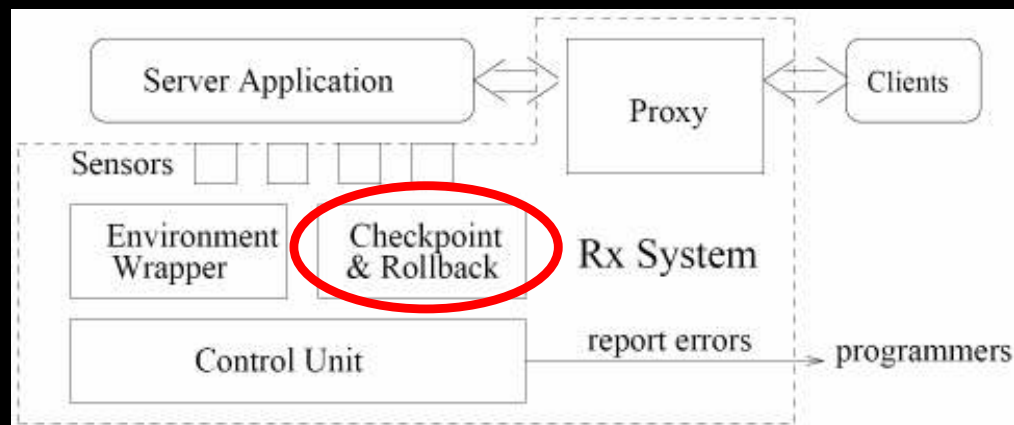 Server Application
Proxy
Clients
Sensors
Environment
Wrapper
Checkpoint
& Rollback
Rx System
Control Unit
report errors
programmers